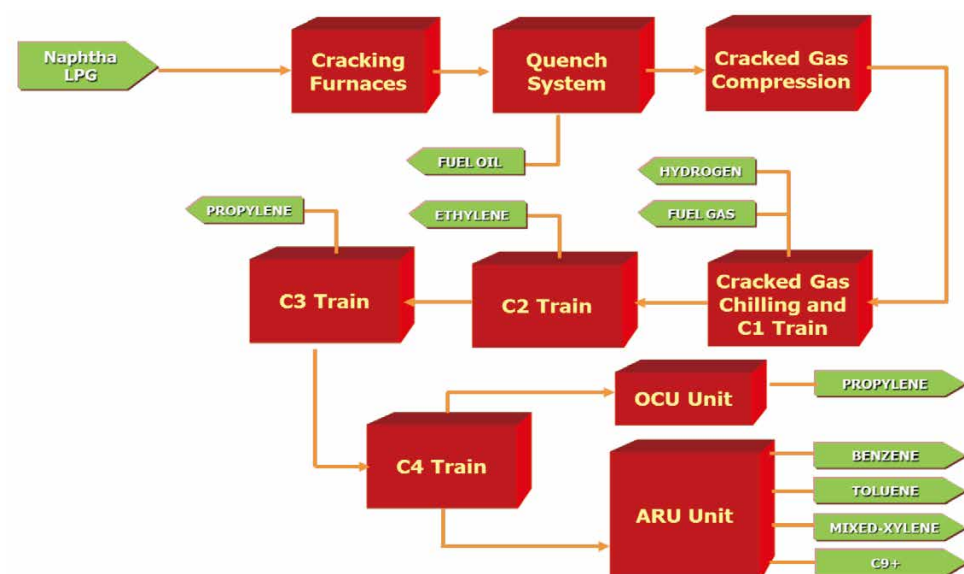 Naphtha
LPG
Cracking
Furnaces
Quench
System
Cracked Gas
Compression
FUEL OIL
HYDROGEN
FUEL GAS
PROPYLENE
ETHYLENE
C3 Train
C2 Train
Cracked Gas
Chilling and
C1 Train
OCU Unit
PROPYLENE
C4 Train
ARU Unit
BENZENE
TOLUENE
MIXED-XYLENE
C9+